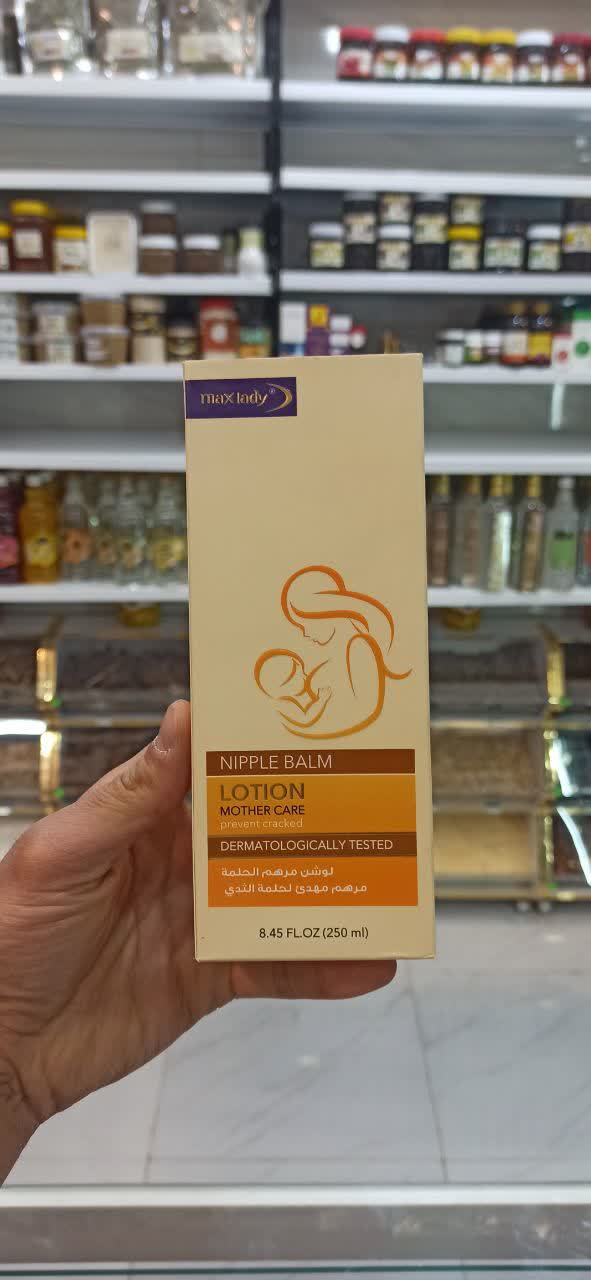 max lady®
NIPPLE BALM
LOTION
MOTHER CARE
prevent cracked
DERMATOLOGICALLY TESTED
لوشن مرهم الحلمة
مرهم مهدئ لحلمة الثدي
8.45 FL.OZ (250 ml)